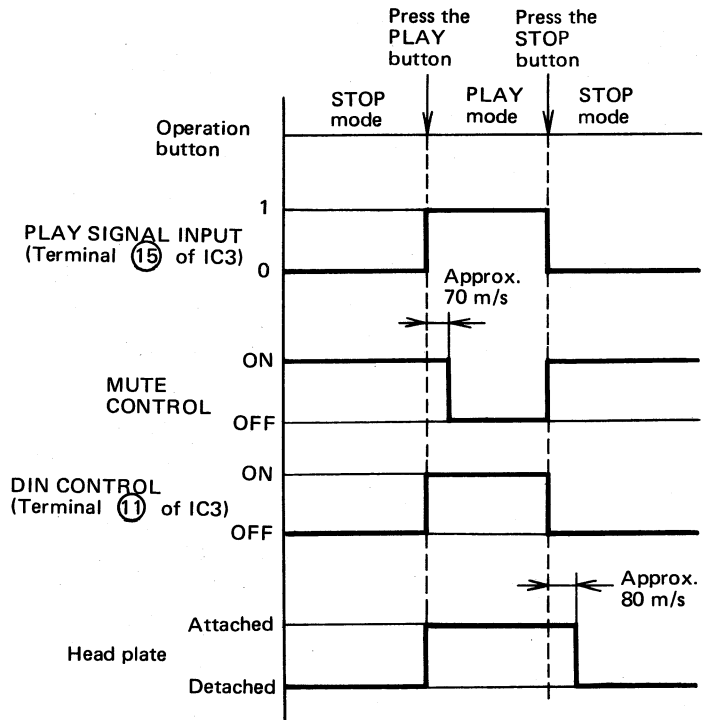 Press the
PLAY
button
Press the
STOP
button
STOP
mode
PLAY
mode
STOP
mode
Operation
button
1
PLAY SIGNAL INPUT
(Terminal 15 of IC3)
0
Approx.
70 m/s
ON
MUTE
CONTROL
OFF
ON
DIN CONTROL
(Terminal 11 of IC3)
OFF
Approx.
80 m/s
Attached
Head plate
Detached